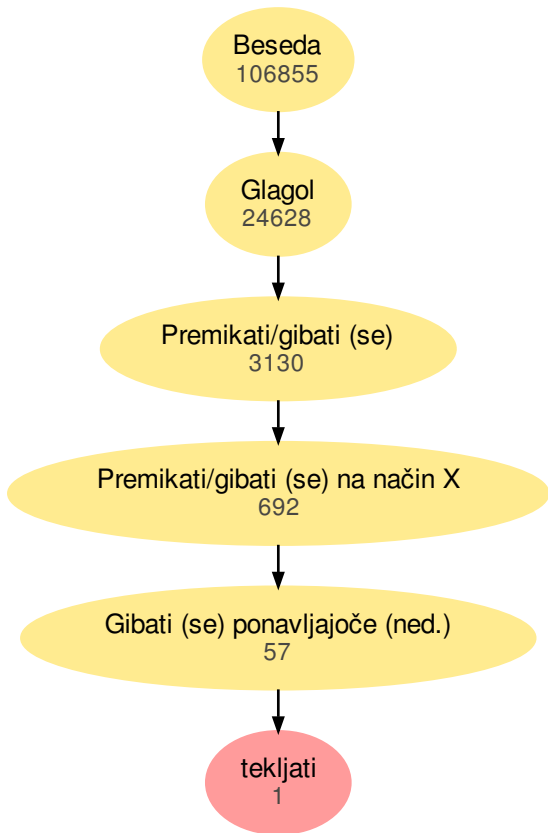 Beseda
106855
Glagol
24628
Premikati/gibati (se)
3130
Premikati/gibati (se) na način X
692
Gibati (se) ponavljajoče (ned.)
57
tekljati
1